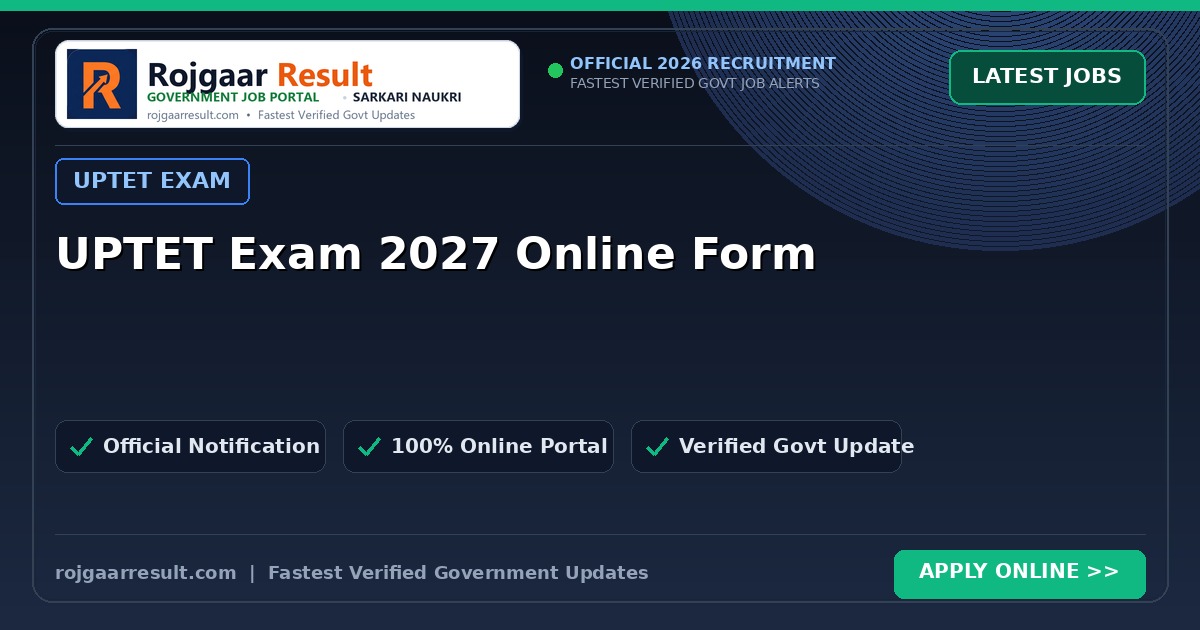 Rojgaar Result
GOVERNMENT JOB PORTAL • SARKARI NAUKRI
rojgaarresult.com • Fastest Verified Govt Updates
OFFICIAL 2026 RECRUITMENT
FASTEST VERIFIED GOVT JOB ALERTS
LATEST JOBS
UPTET EXAM
UPTET Exam 2027 Online Form
Official Notification
100% Online Portal
Verified Govt Update
rojgaarresult.com | Fastest Verified Government Updates
APPLY ONLINE >>